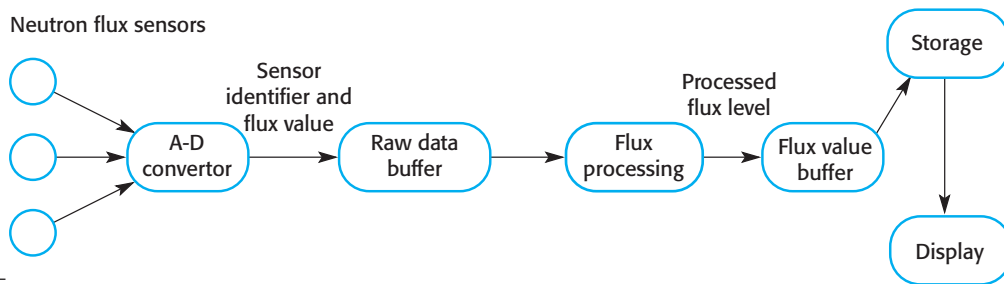 Neutron flux sensors
Storage
Sensor
identifier and
flux value
Processed
flux level
A-D
convertor
Raw data
buffer
Flux
processing
Flux value
buffer
Display